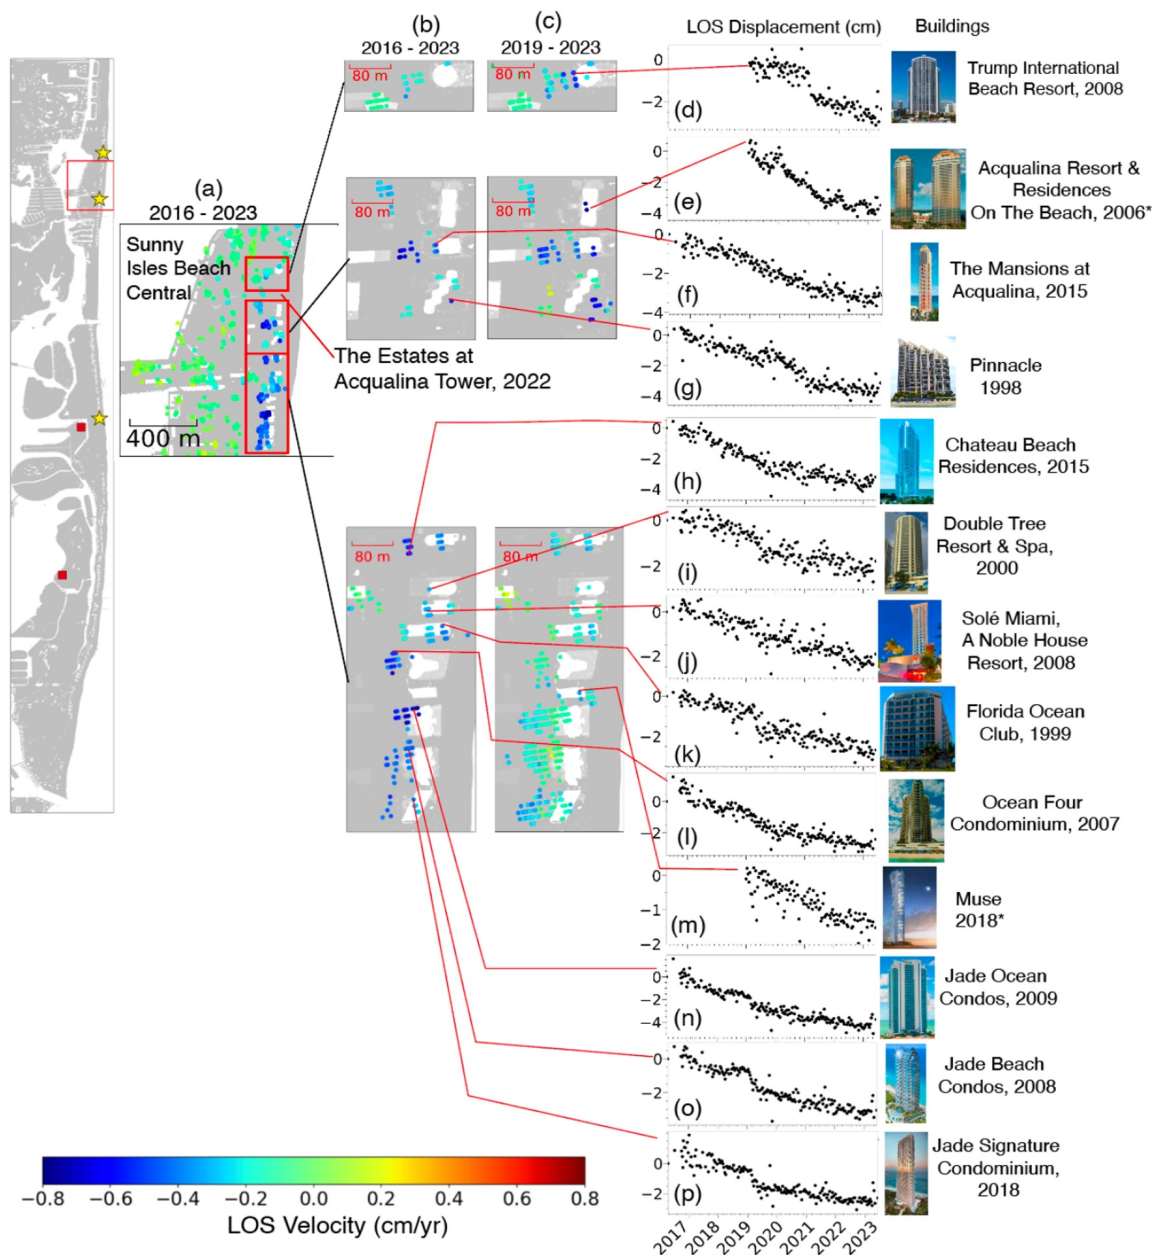 (b)
(c)
LOS Displacement (cm)
Buildings
2016 - 2023
2019 - 2023
80 m
80 m
0
−2
(d)
Trump International
Beach Resort, 2008
(a)
2016 - 2023
Sunny
Isles Beach
Central
400 m
80 m
80 m
0
−2
−4
(e)
Acqualina Resort &
Residences
On The Beach, 2006*
0
−2
−4
(f)
The Mansions at
Acqualina, 2015
The Estates at
Acqualina Tower, 2022
0
−2
−4
(g)
Pinnacle
1998
0
−2
−4
(h)
Chateau Beach
Residences, 2015
80 m
80 m
0
−2
(i)
Double Tree
Resort & Spa,
2000
0
−2
(j)
Solé Miami,
A Noble House
Resort, 2008
0
−2
(k)
Florida Ocean
Club, 1999
0
−2
(l)
Ocean Four
Condominium, 2007
0
−1
−2
(m)
Muse
2018*
0
−2
−4
(n)
Jade Ocean
Condos, 2009
0
−2
(o)
Jade Beach
Condos, 2008
0
−2
(p)
Jade Signature
Condominium,
2018
2017 2018 2019 2020 2021 2022 2023
−0.8 −0.6 −0.4 −0.2 0.0 0.2 0.4 0.6 0.8
LOS Velocity (cm/yr)